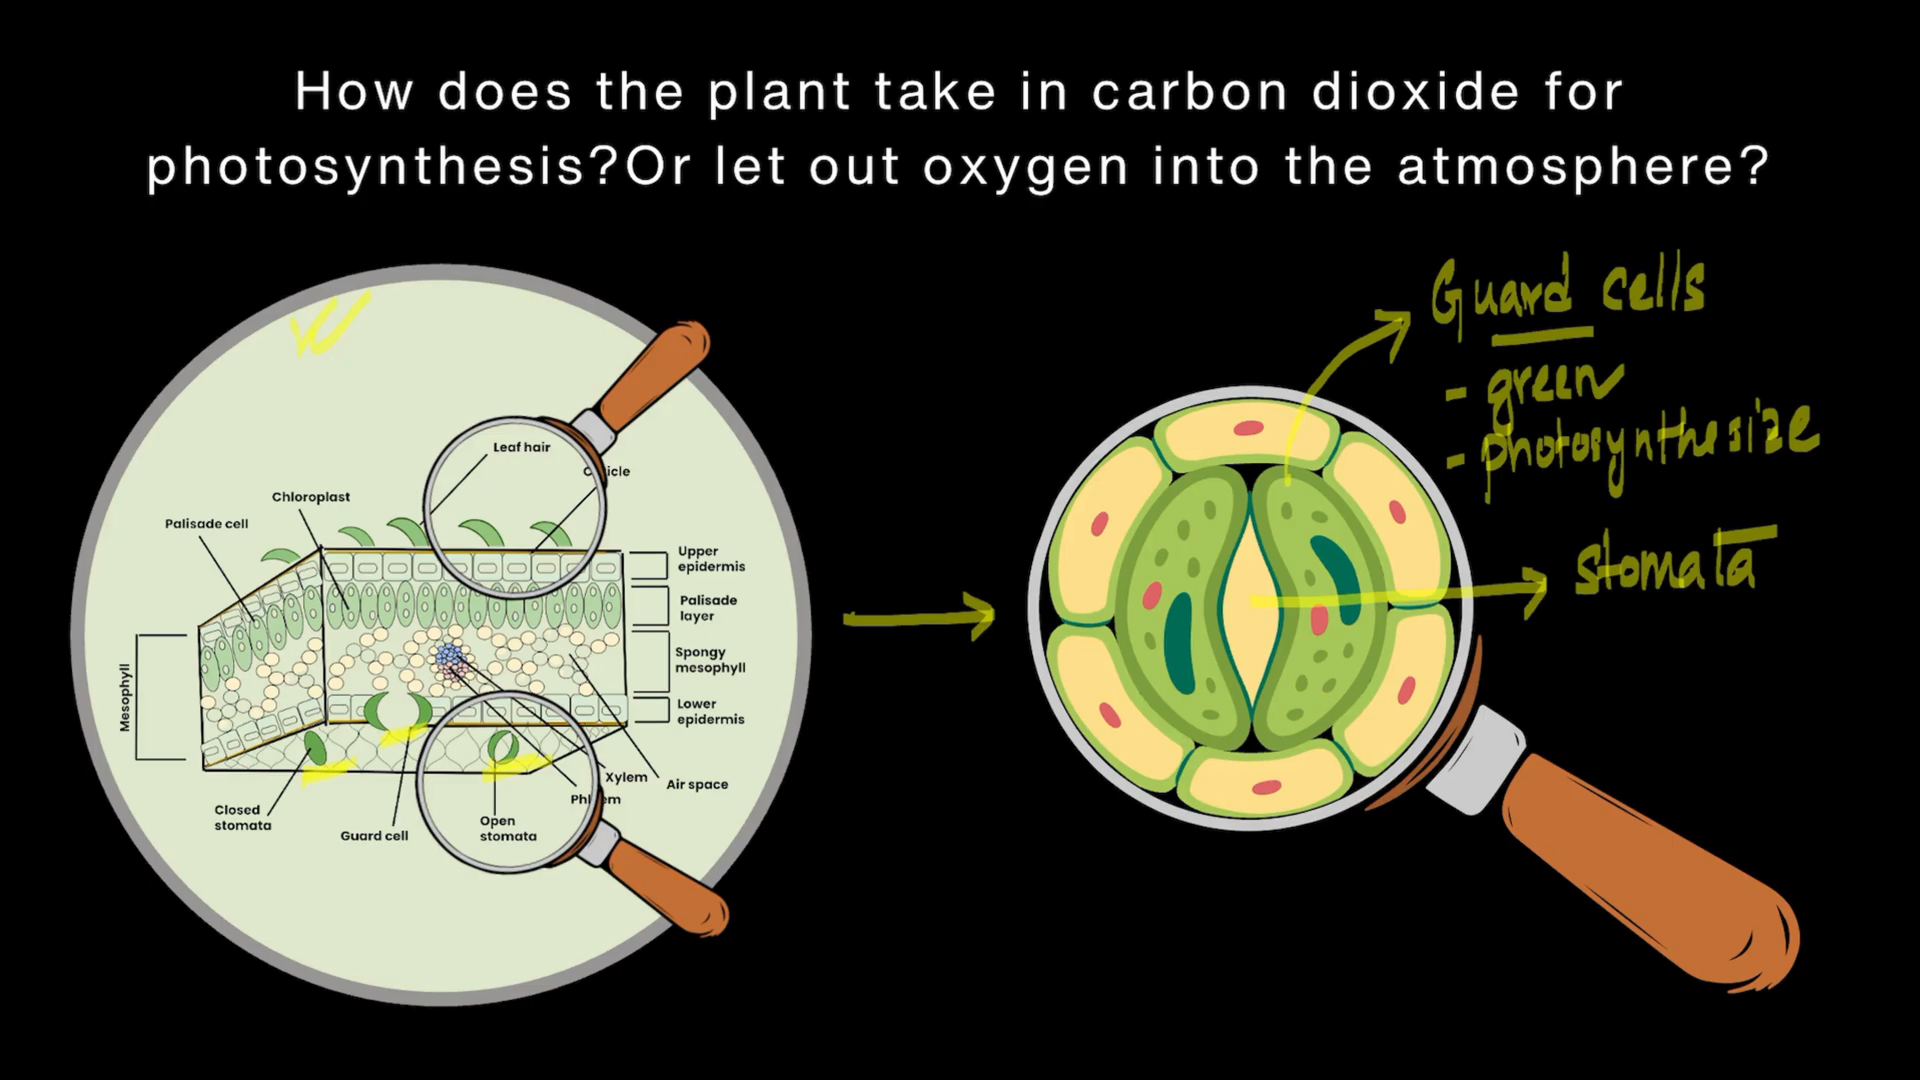 How does the plant take in carbon dioxide for
photosynthesis?Or let out oxygen into the atmosphere?
Guard cells
- green
- photosynthesize
stomata
Leaf hair
Chloroplast
Palisade cell
Upper
epidermis
Palisade
layer
Spongy
mesophyll
Lower
epidermis
Mesophyll
Xylem
Air space
Closed
stomata
Guard cell
Open
stomata